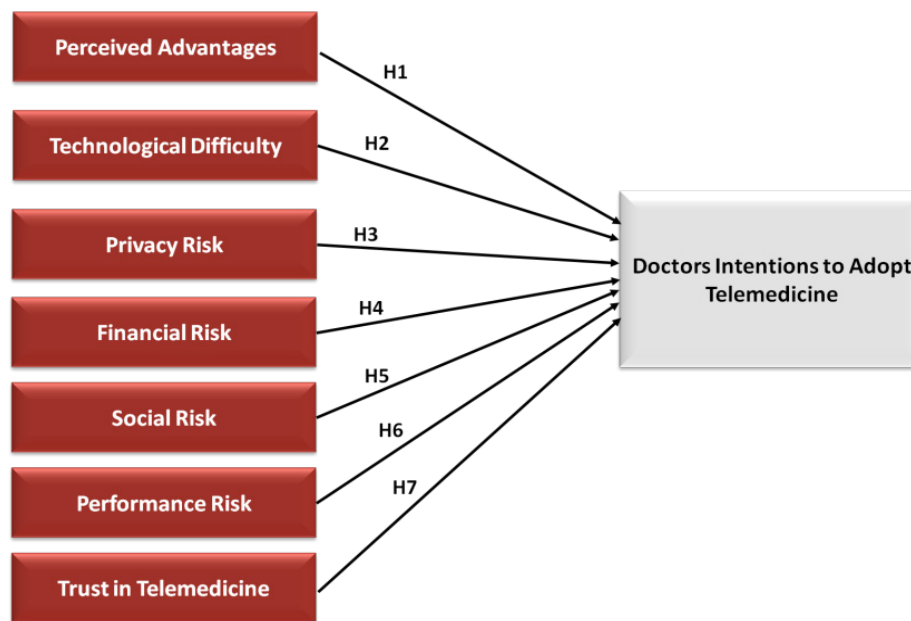 Perceived Advantages
H1
Technological Difficulty
H2
Privacy Risk
H3
Doctors Intentions to Adopt
Telemedicine
Financial Risk
H4
Social Risk
H5
Performance Risk
H6
H7
Trust in Telemedicine